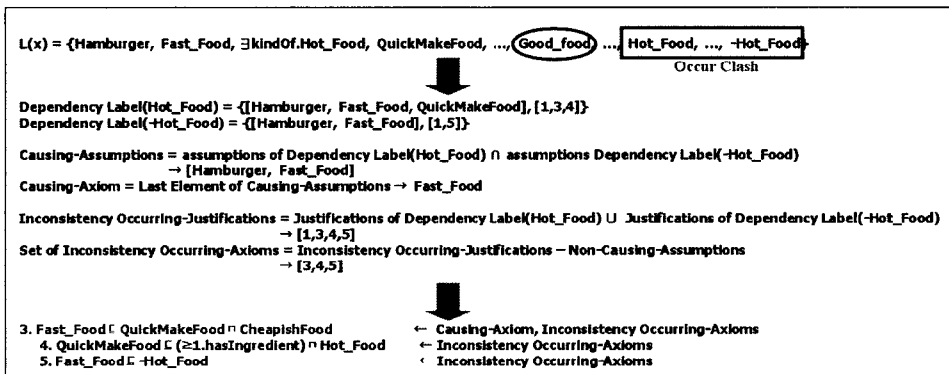 L(x) = {Hamburger, Fast_Food, ∃kindOf.Hot_Food, QuickMakeFood, ..., Good_food, ..., Hot_Food, ..., ¬Hot_Food}
Occur Clash
Dependency Label(Hot_Food) = {[Hamburger, Fast_Food, QuickMakeFood], [1,3,4]}
Dependency Label(¬Hot_Food) = {[Hamburger, Fast_Food], [1,5]}
Causing-Assumptions = assumptions of Dependency Label(Hot_Food) ∩ assumptions Dependency Label(¬Hot_Food)
→ [Hamburger, Fast_Food]
Causing-Axiom = Last Element of Causing-Assumptions → Fast_Food
Inconsistency Occurring-Justifications = Justifications of Dependency Label(Hot_Food) ∪ Justifications of Dependency Label(¬Hot_Food)
→ [1,3,4,5]
Set of Inconsistency Occurring-Axioms = Inconsistency Occurring-Justifications – Non-Causing-Assumptions
→ [3,4,5]
3. Fast_Food ⊑ QuickMakeFood ⊓ CheapishFood ← Causing-Axiom, Inconsistency Occurring-Axioms
4. QuickMakeFood ⊑ (≥1.hasIngredient) ⊓ Hot_Food ← Inconsistency Occurring-Axioms
5. Fast_Food ⊑ ¬Hot_Food ← Inconsistency Occurring-Axioms